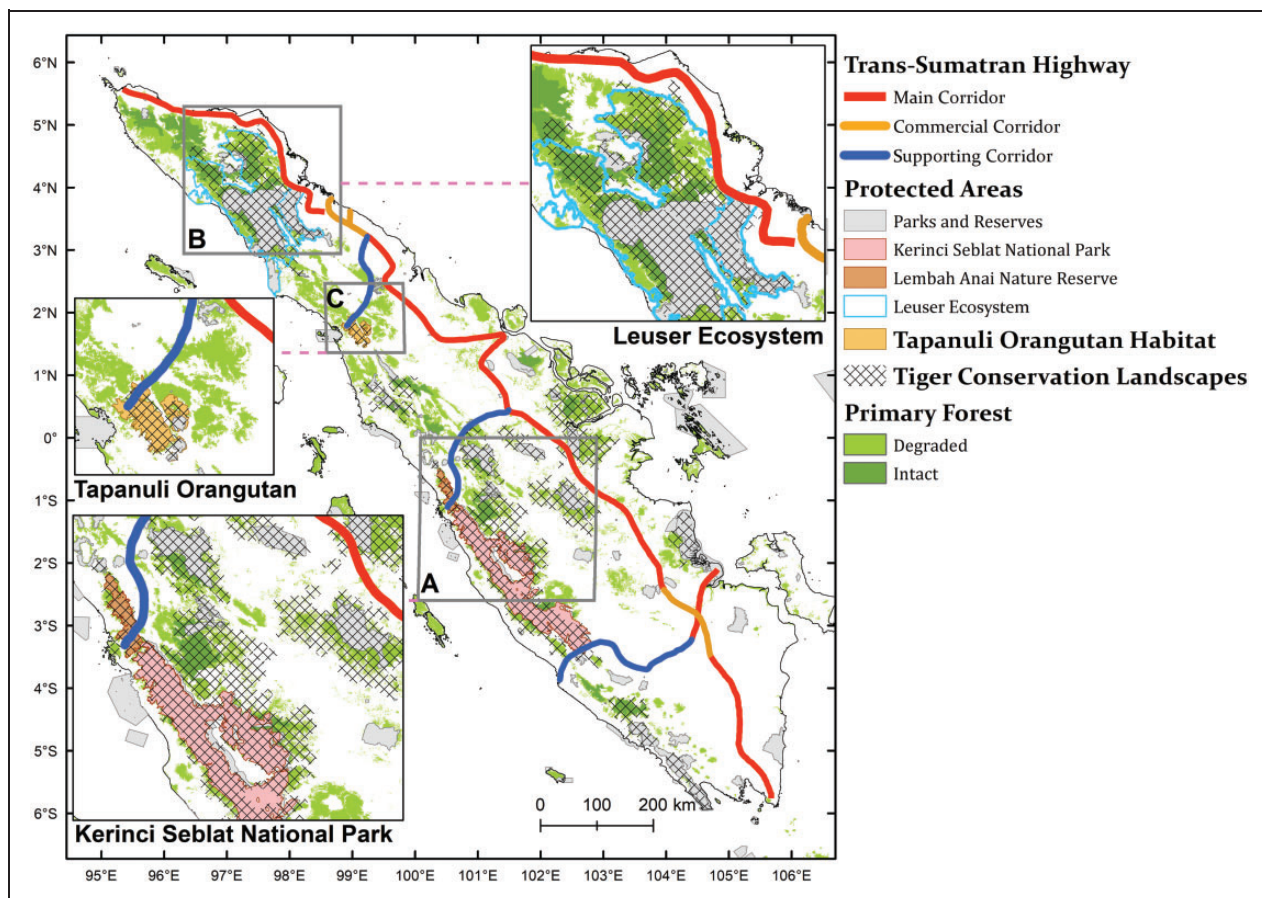 6°N
5°N
4°N
3°N
2°N
1°N
0°
1°S
2°S
3°S
4°S
5°S
6°S
95°E 96°E 97°E 98°E 99°E 100°E 101°E 102°E 103°E 104°E 105°E 106°E
B
C
A
Leuser Ecosystem
Tapanuli Orangutan
Kerinci Seblat National Park
0 100 200 km
Trans-Sumatran Highway
Main Corridor
Commercial Corridor
Supporting Corridor
Protected Areas
Parks and Reserves
Kerinci Seblat National Park
Lembah Anai Nature Reserve
Leuser Ecosystem
Tapanuli Orangutan Habitat
Tiger Conservation Landscapes
Primary Forest
Degraded
Intact